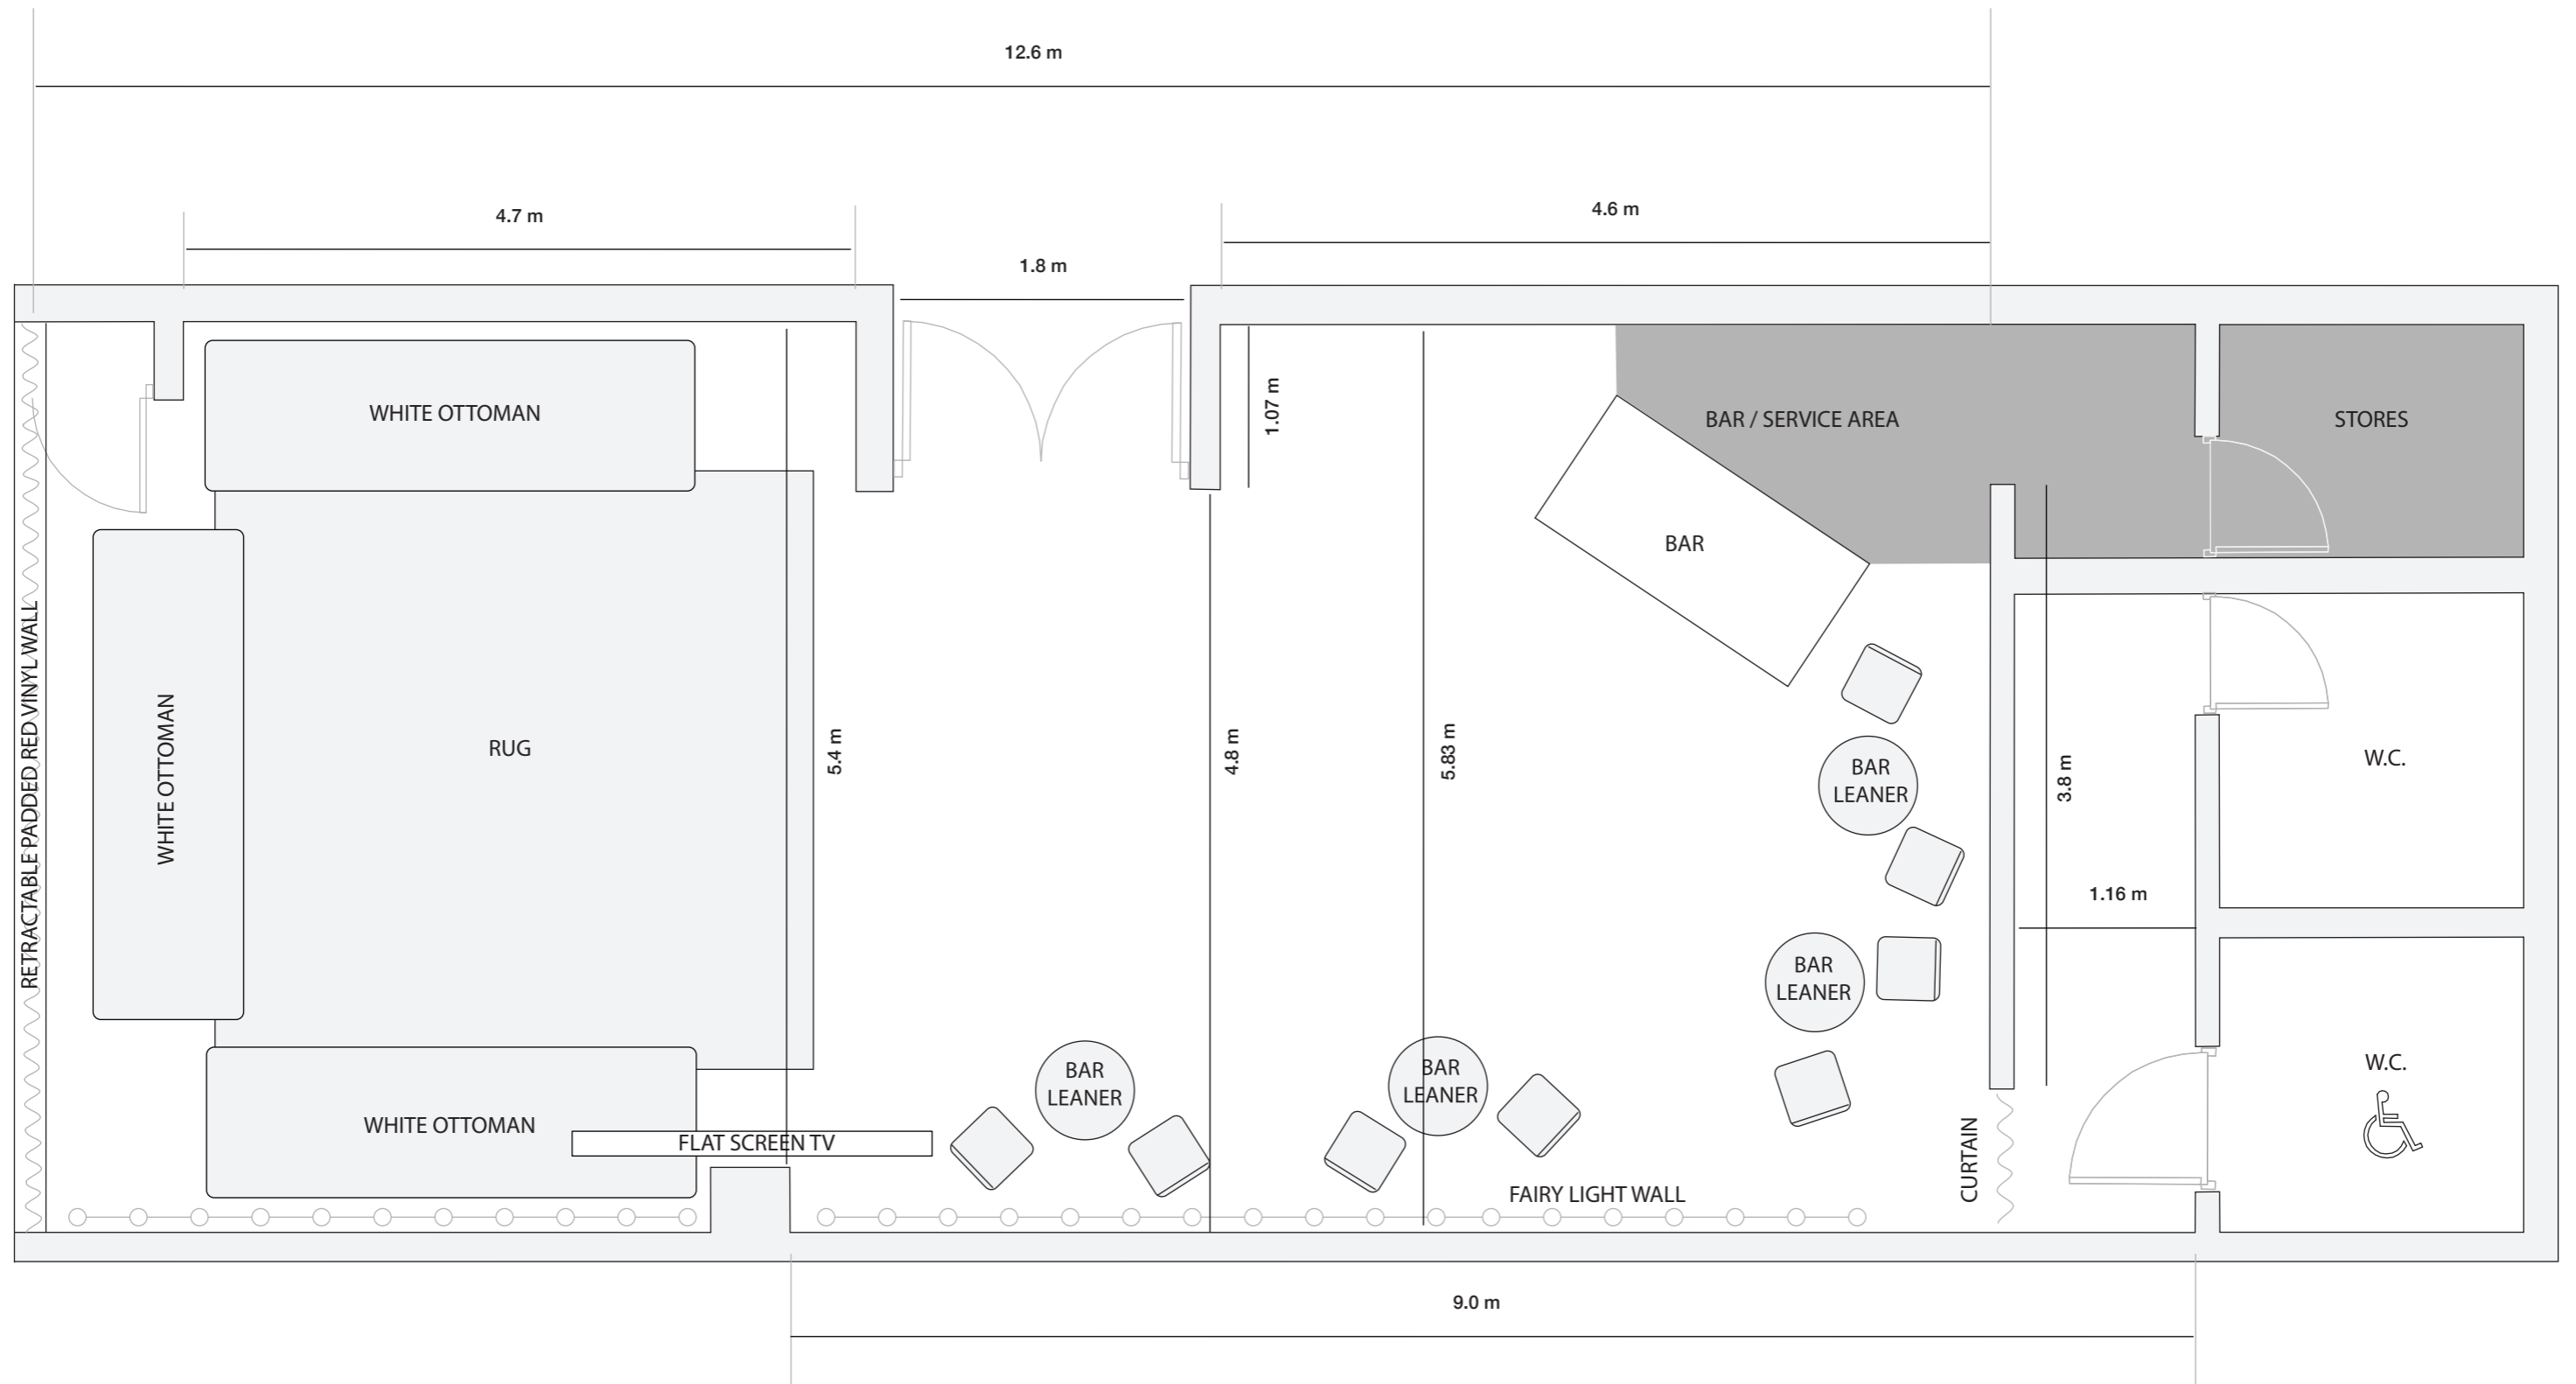 12.6 m
4.7 m
4.6 m
1.8 m
1.07 m
WHITE OTTOMAN
BAR / SERVICE AREA
STORES
BAR
RETRACTABLE PADDED RED VINYL WALL
WHITE OTTOMAN
RUG
5.4 m
4.8 m
5.83 m
BAR
LEANER
3.8 m
W.C.
1.16 m
BAR
LEANER
BAR
LEANER
BAR
LEANER
W.C.
WHITE OTTOMAN
FLAT SCREEN TV
CURTAIN
FAIRY LIGHT WALL
9.0 m